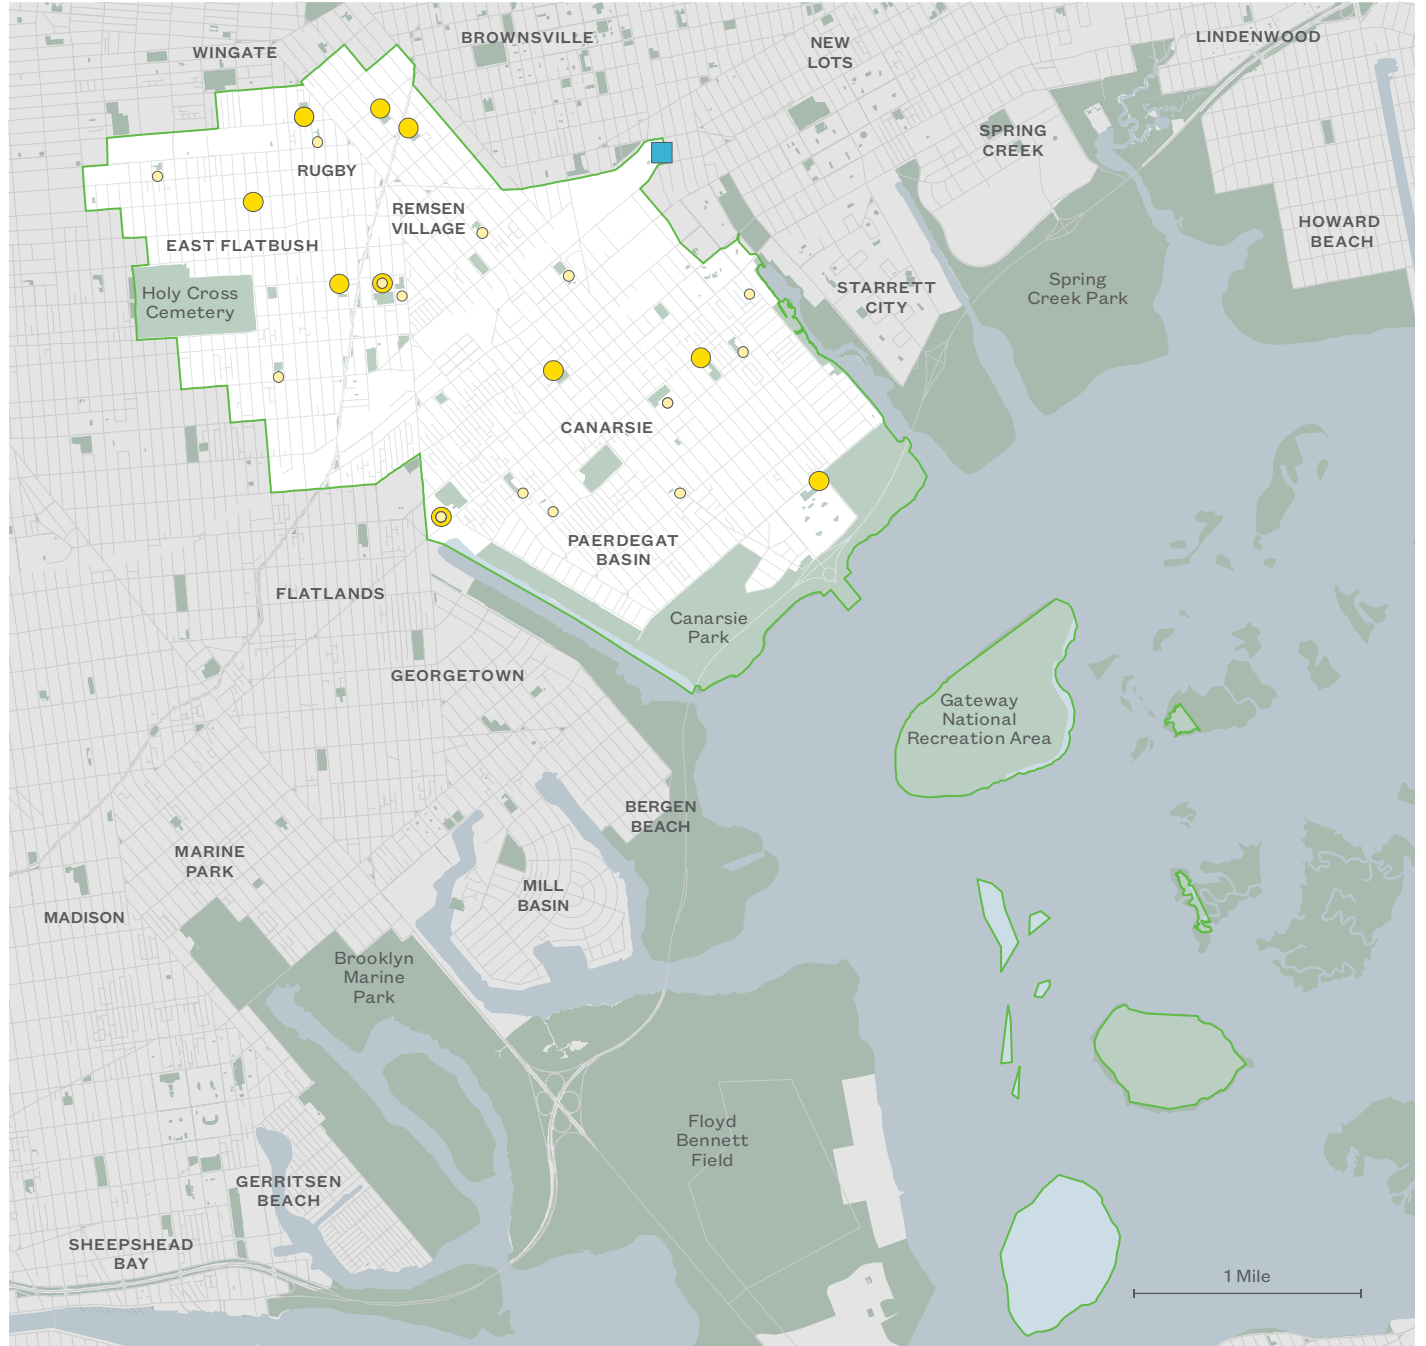 WINGATE
BROWNSVILLE
NEW
LOTS
LINDENWOOD
SPRING
CREEK
RUGBY
REMSEN
VILLAGE
HOWARD
BEACH
EAST FLATBUSH
Holy Cross
Cemetery
STARRETT
CITY
Spring
Creek Park
CANARSIE
PAERDEGAT
BASIN
FLATLANDS
Canarsie
Park
GEORGETOWN
Gateway
National
Recreation Area
BERGEN
BEACH
MARINE
PARK
MILL
BASIN
MADISON
Brooklyn
Marine
Park
Floyd
Bennett
Field
GERRITSEN
BEACH
SHEEPSHEAD
BAY
1 Mile